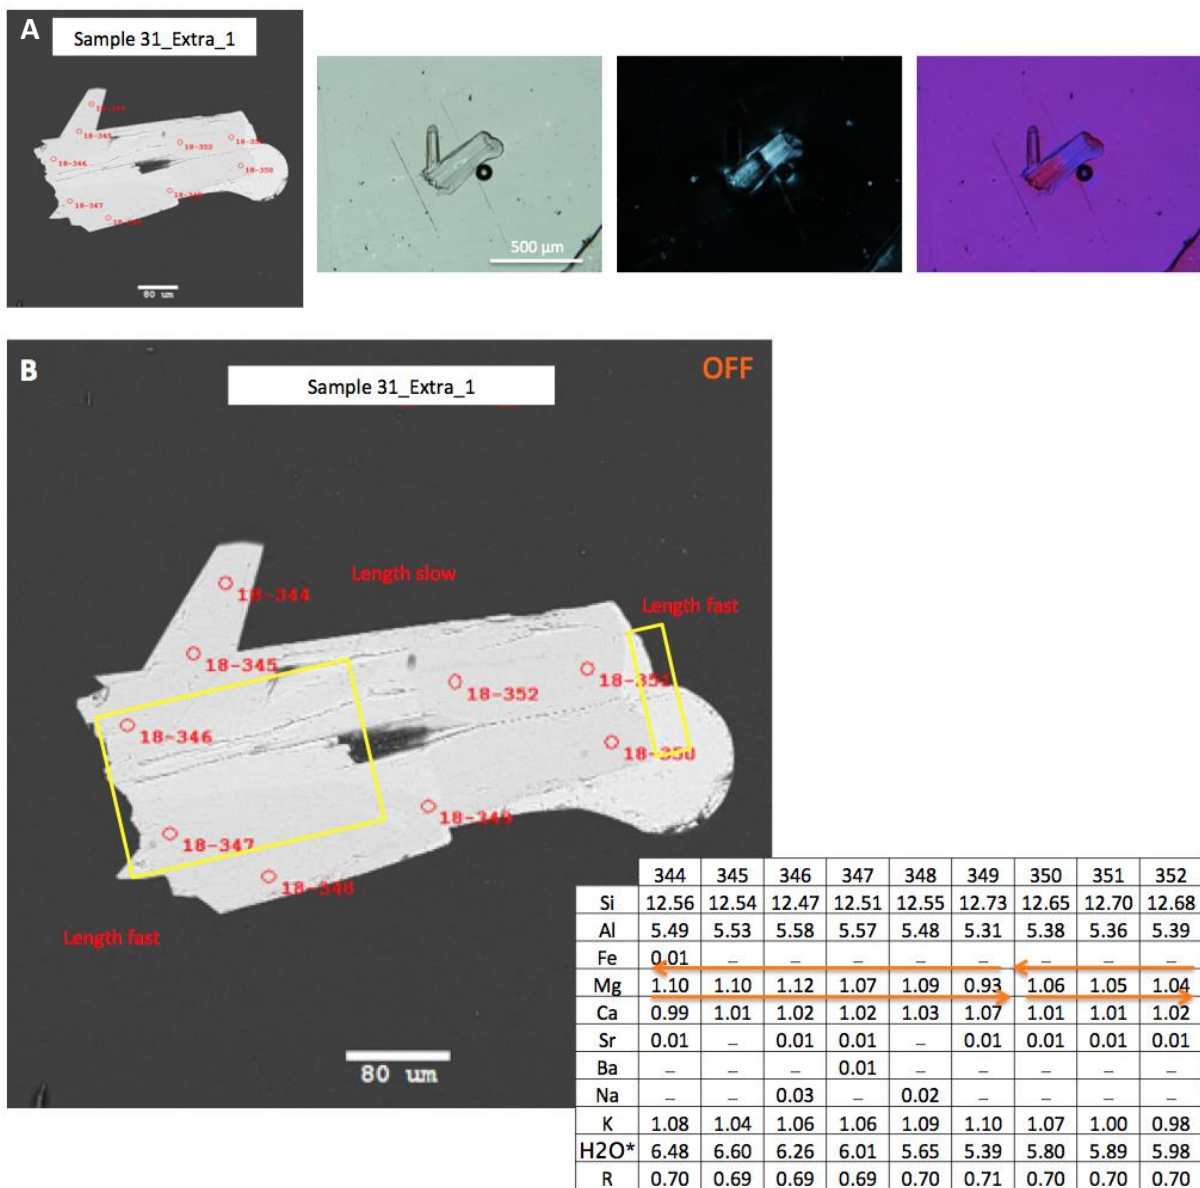 A
Sample 31_Extra_1
18-344
18-345
18-346
18-352
18-351
18-350
18-349
18-347
18-348
80 um
500 µm
B
Sample 31_Extra_1
OFF
Length slow
Length fast
18-344
18-345
18-346
18-352
18-351
18-350
18-349
18-347
18-348
Length fast
80 um
344 345 346 347 348 349 350 351 352
Si 12.56 12.54 12.47 12.51 12.55 12.73 12.65 12.70 12.68
Al 5.49 5.53 5.58 5.57 5.48 5.31 5.38 5.36 5.39
Fe 0.01 – – – – – – – –
Mg 1.10 1.10 1.12 1.07 1.09 0.93 1.06 1.05 1.04
Ca 0.99 1.01 1.02 1.02 1.03 1.07 1.01 1.01 1.02
Sr 0.01 – 0.01 0.01 – 0.01 0.01 0.01 0.01
Ba – – – 0.01 – – – – –
Na – – 0.03 – 0.02 – – – –
K 1.08 1.04 1.06 1.06 1.09 1.10 1.07 1.00 0.98
H2O* 6.48 6.60 6.26 6.01 5.65 5.39 5.80 5.89 5.98
R 0.70 0.69 0.69 0.69 0.70 0.71 0.70 0.70 0.70